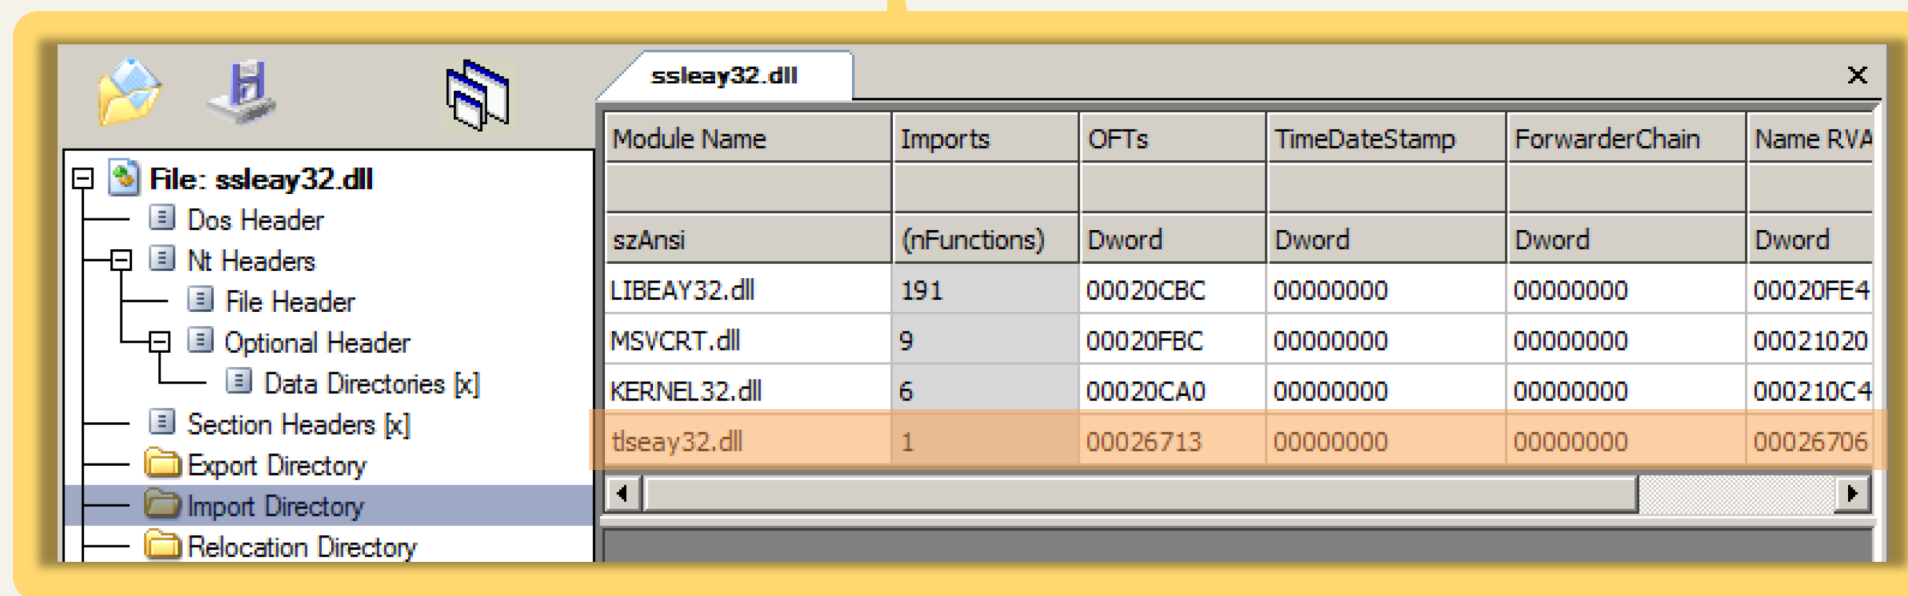 ssleay32.dll
File: ssleay32.dll
Dos Header
Nt Headers
File Header
Optional Header
Data Directories [x]
Section Headers [x]
Export Directory
Import Directory
Relocation Directory
Module Name Imports OFTs TimeDateStamp ForwarderChain Name RVA
szAnsi (nFunctions) Dword Dword Dword Dword
LIBEAY32.dll 191 00020CBC 00000000 00000000 00020FE4
MSVCRT.dll 9 00020FBC 00000000 00000000 00021020
KERNEL32.dll 6 00020CA0 00000000 00000000 000210C4
tlseay32.dll 1 00026713 00000000 00000000 00026706